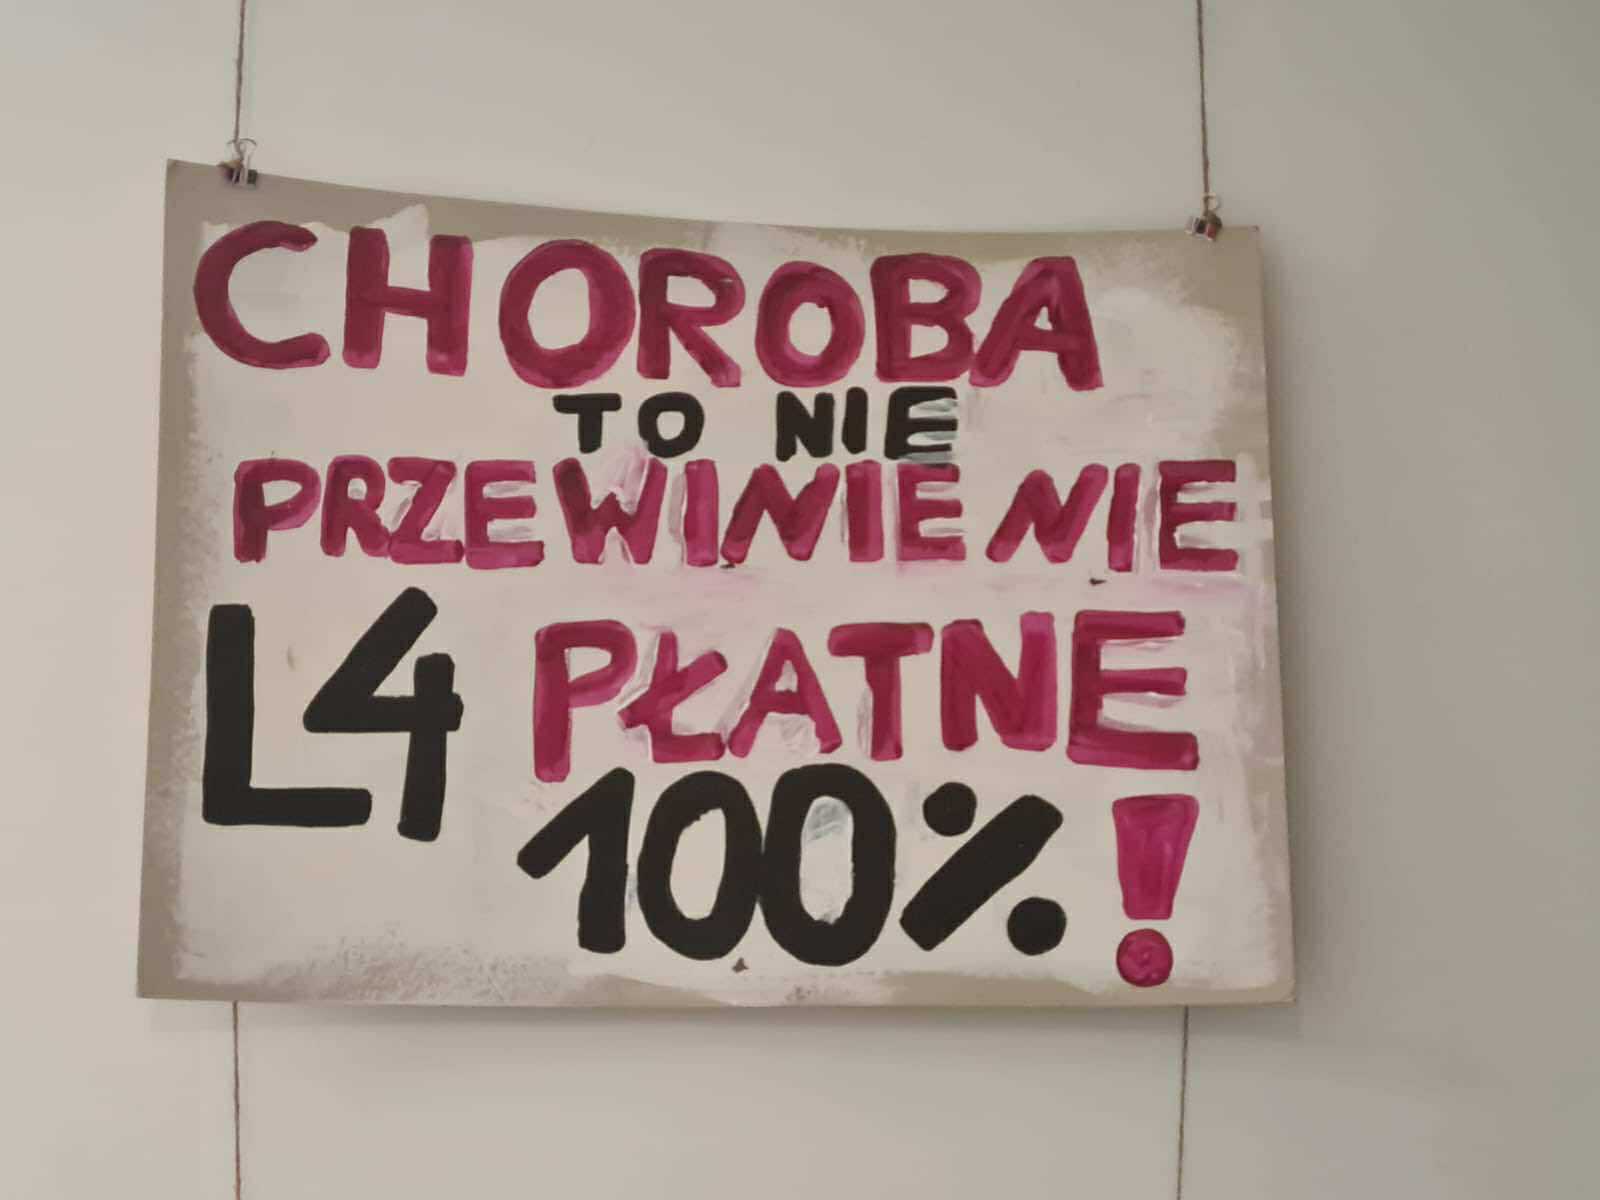 CHOROBA
TO NIE
PRZEWINIENIE
L4 PŁATNE
100%!